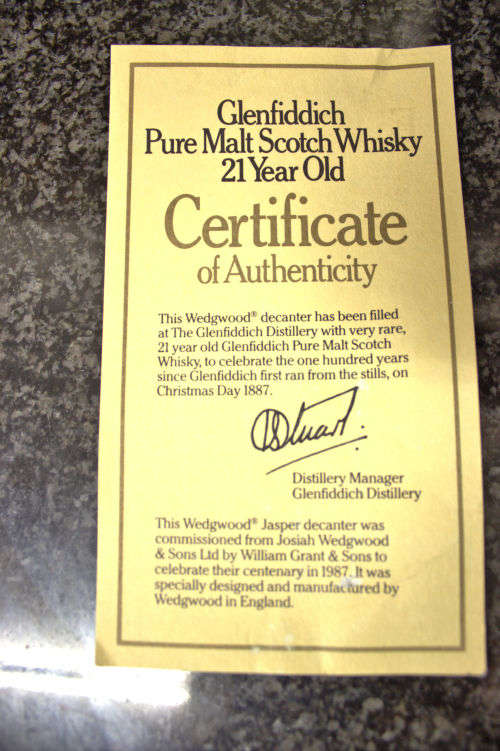 Glenfiddich
Pure Malt Scotch Whisky
21 Year Old
Certificate
of Authenticity
This Wedgwood® decanter has been filled
at The Glenfiddich Distillery with very rare,
21 year old Glenfiddich Pure Malt Scotch
Whisky, to celebrate the one hundred years
since Glenfiddich first ran from the stills, on
Christmas Day 1887.
DStuart.
Distillery Manager
Glenfiddich Distillery
This Wedgwood® Jasper decanter was
commissioned from Josiah Wedgwood
& Sons Ltd by William Grant & Sons to
celebrate their centenary in 1987. It was
specially designed and manufactured by
Wedgwood in England.